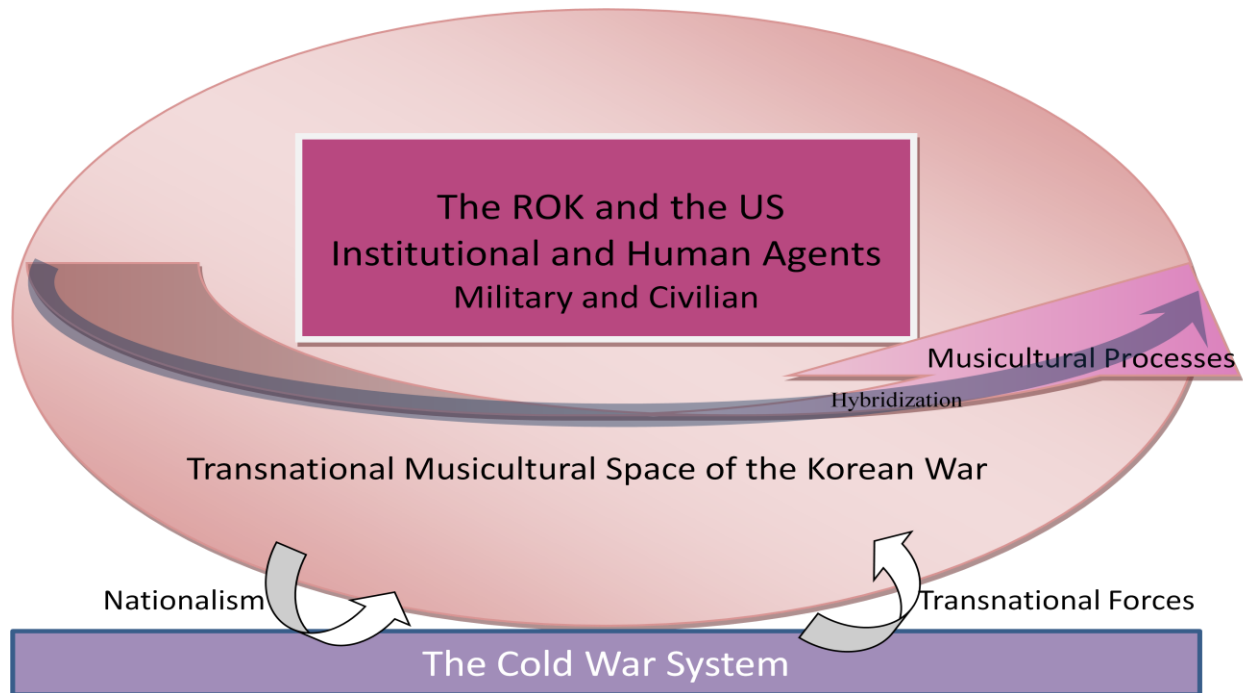 The ROK and the US
Institutional and Human Agents
Military and Civilian
Musicultural Processes
Hybridization
Transnational Musicultural Space of the Korean War
Nationalism
Transnational Forces
The Cold War System